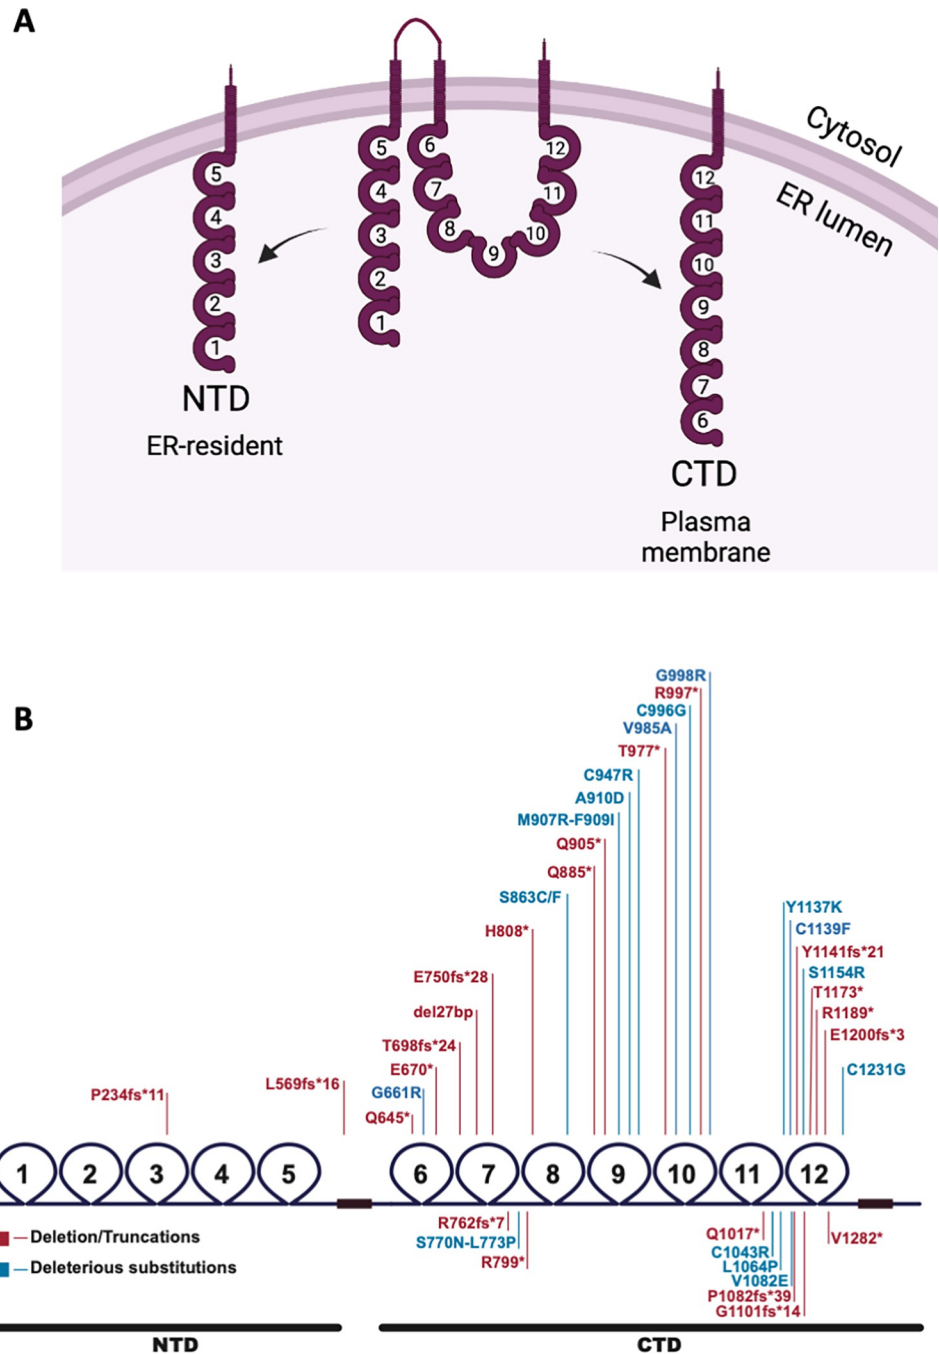 A
Cytosol
ER lumen
5
4
3
2
1
5
4
3
2
1
6
7
8
9
10
11
12
12
11
10
9
8
7
6
NTD
ER-resident
CTD
Plasma
membrane
B
G998R
R997*
C996G
V985A
T977*
C947R
A910D
M907R-F909I
Q905*
Q885*
S863C/F
H808*
E750fs*28
del27bp
T698fs*24
E670*
G661R
Q645*
L569fs*16
P234fs*11
Y1137K
C1139F
Y1141fs*21
S1154R
T1173*
R1189*
E1200fs*3
C1231G
1 2 3 4 5 6 7 8 9 10 11 12
R762fs*7
S770N-L773P
R799*
Q1017*
C1043R
L1064P
V1082E
P1082fs*39
G1101fs*14
V1282*
Deletion/Truncations
Deleterious substitutions
NTD
CTD